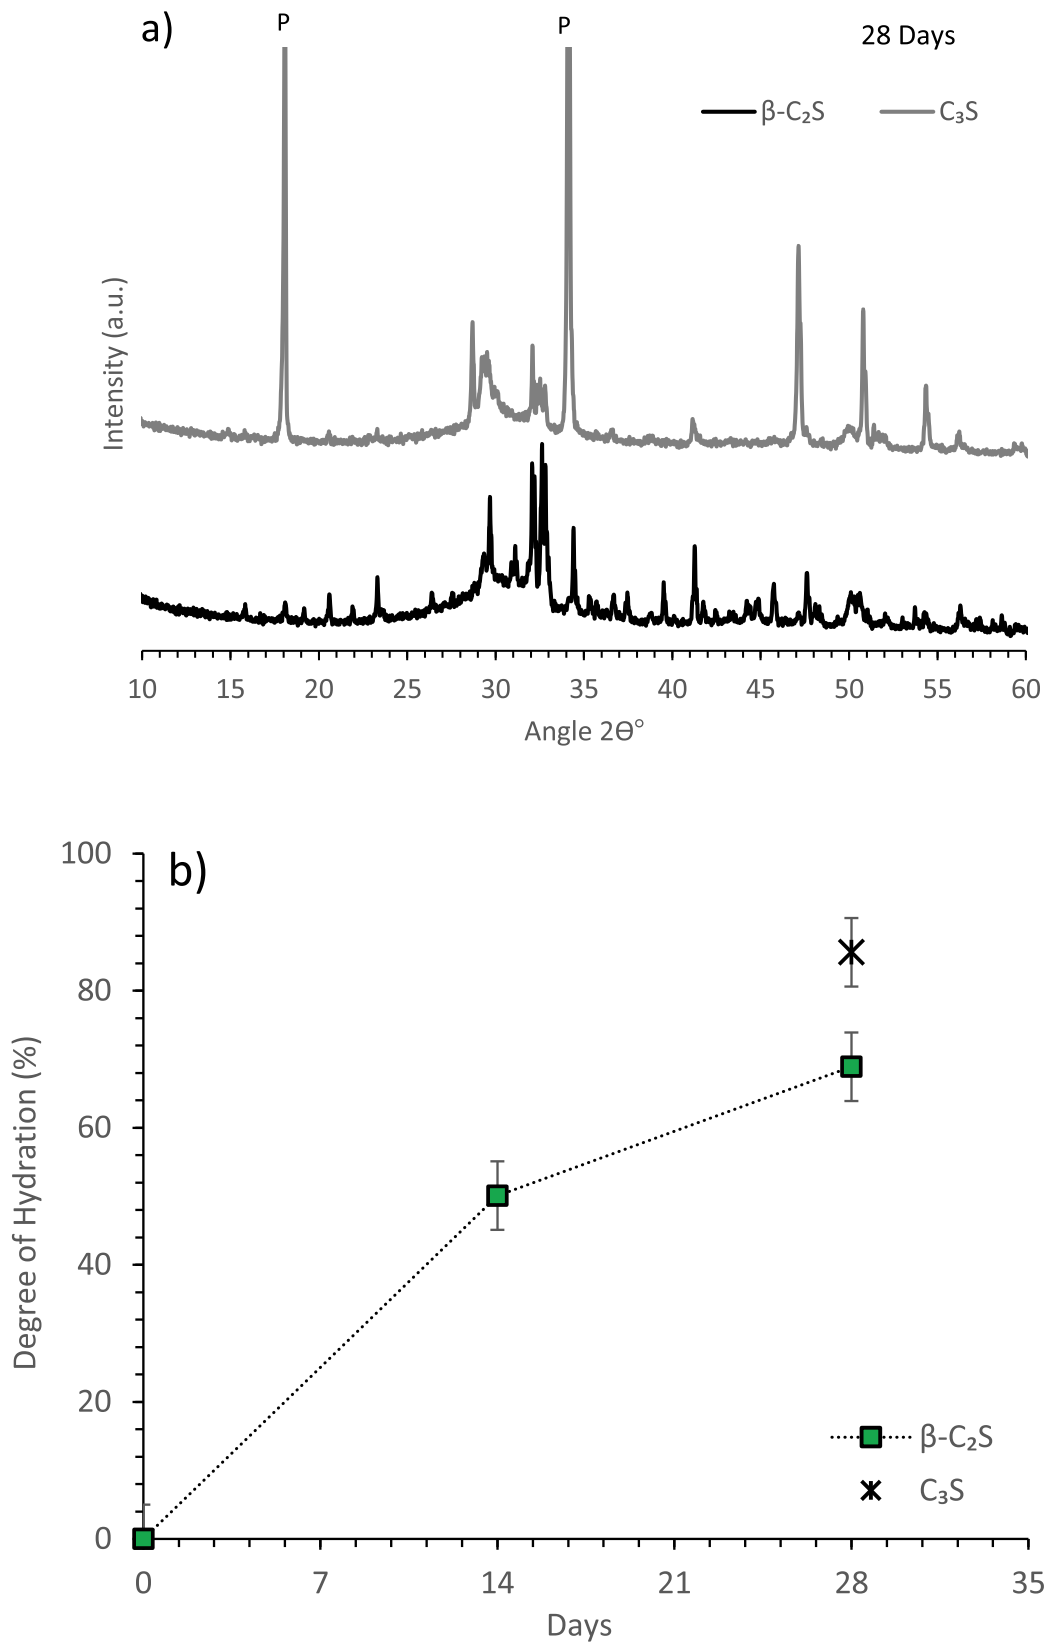 a)
P
P
28 Days
β-C₂S
C₃S
Intensity (a.u.)
10 15 20 25 30 35 40 45 50 55 60
Angle 2Θ°
b)
100
80
60
40
20
0
Degree of Hydration (%)
β-C₂S
C₃S
0 7 14 21 28 35
Days